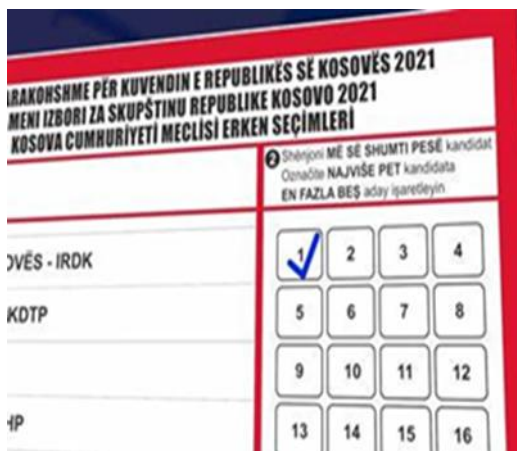 ARAKOHSHME PËR KUVENDIN E REPUBLIKËS SË KOSOVËS 2021
MENI IZBORI ZA SKUPŠTINU REPUBLIKE KOSOVO 2021
KOSOVA CUMHURİYETİ MECLİSİ ERKEN SEÇİMLERİ
2 Shënjoni MË SË SHUMTI PESË kandidat
Označite NAJVIŠE PET kandidata
EN FAZLA BEŞ aday işaretleyin
OVËS - IRDK
1 2 3 4
KDTP
5 6 7 8
9 10 11 12
HP
13 14 15 16